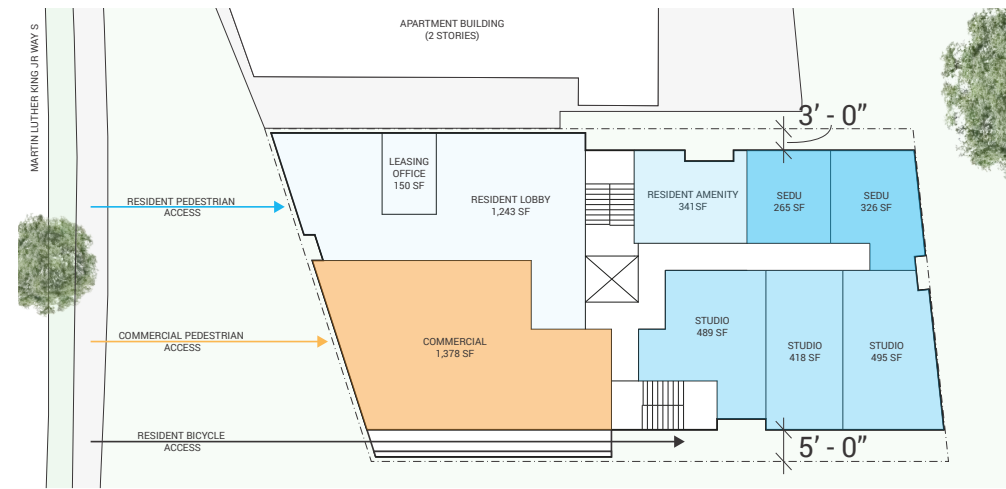 APARTMENT BUILDING
(2 STORIES)
MARTIN LUTHER KING JR WAY S
3’ - 0”
LEASING
OFFICE
150 SF
RESIDENT LOBBY
1,243 SF
RESIDENT AMENITY
341SF
SEDU
265 SF
SEDU
326 SF
RESIDENT PEDESTRIAN
ACCESS
COMMERCIAL PEDESTRIAN
ACCESS
COMMERCIAL
1,378 SF
STUDIO
489 SF
STUDIO
418 SF
STUDIO
495 SF
RESIDENT BICYCLE
ACCESS
5’ - 0”